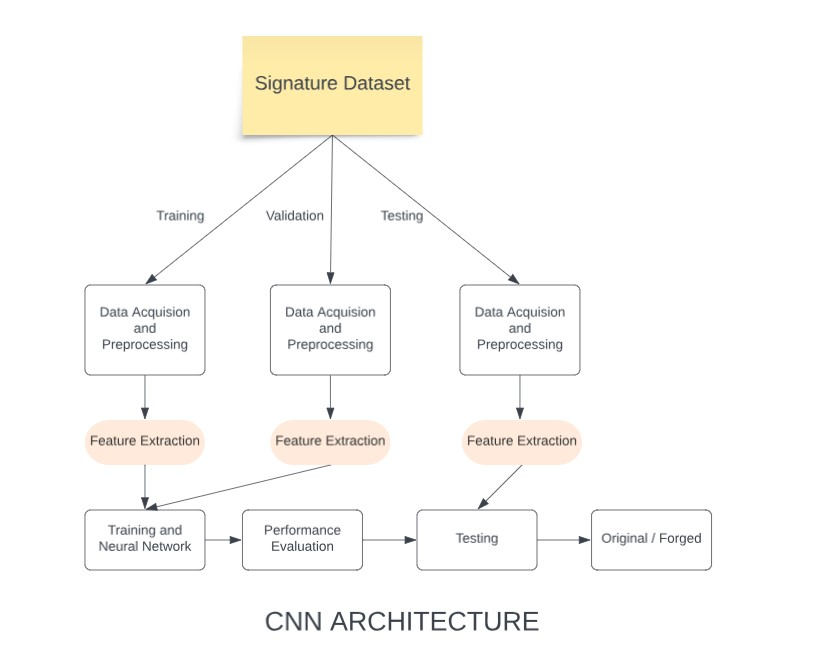 Signature Dataset
Training
Validation
Testing
Data Acquision
and
Preprocessing
Data Acquision
and
Preprocessing
Data Acquision
and
Preprocessing
Feature Extraction
Feature Extraction
Feature Extraction
Training and
Neural Network
Performance
Evaluation
Testing
Original / Forged
CNN ARCHITECTURE